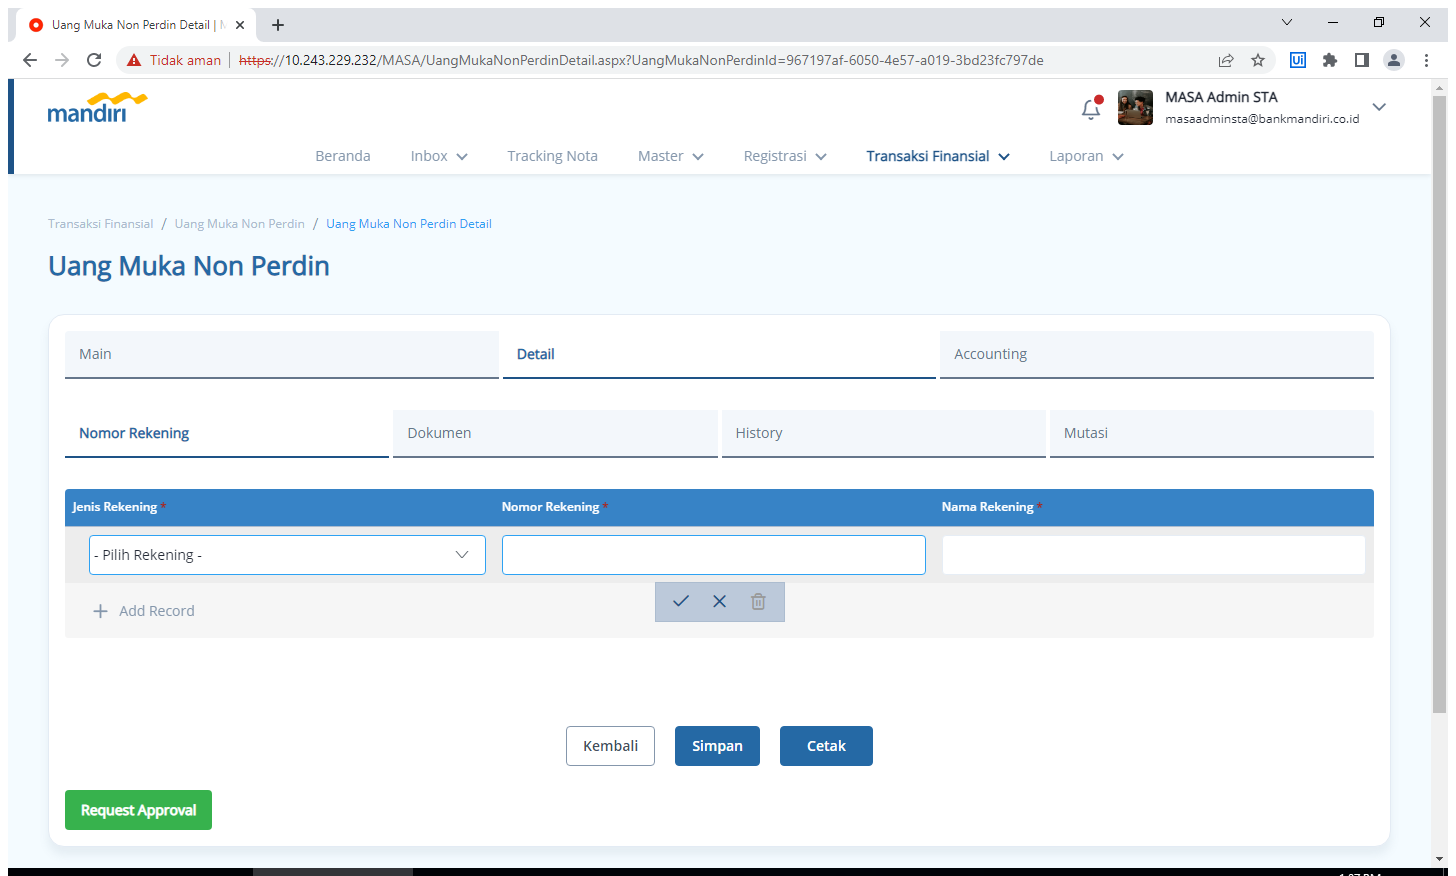 Uang Muka Non Perdin Detail |
Tidak aman
https://10.243.229.232/MASA/UangMukaNonPerdinDetail.aspx?UangMukaNonPerdinId=967197af-6050-4e57-a019-3bd23fc797de
Ui
mandiri
MASA Admin STA
masaadminsta@bankmandiri.co.id
Beranda Inbox Tracking Nota Master Registrasi Transaksi Finansial Laporan
Transaksi Finansial / Uang Muka Non Perdin / Uang Muka Non Perdin Detail
Uang Muka Non Perdin
Main Detail Accounting
Nomor Rekening Dokumen History Mutasi
Jenis Rekening * Nomor Rekening * Nama Rekening *
- Pilih Rekening -
Add Record
Kembali Simpan Cetak
Request Approval